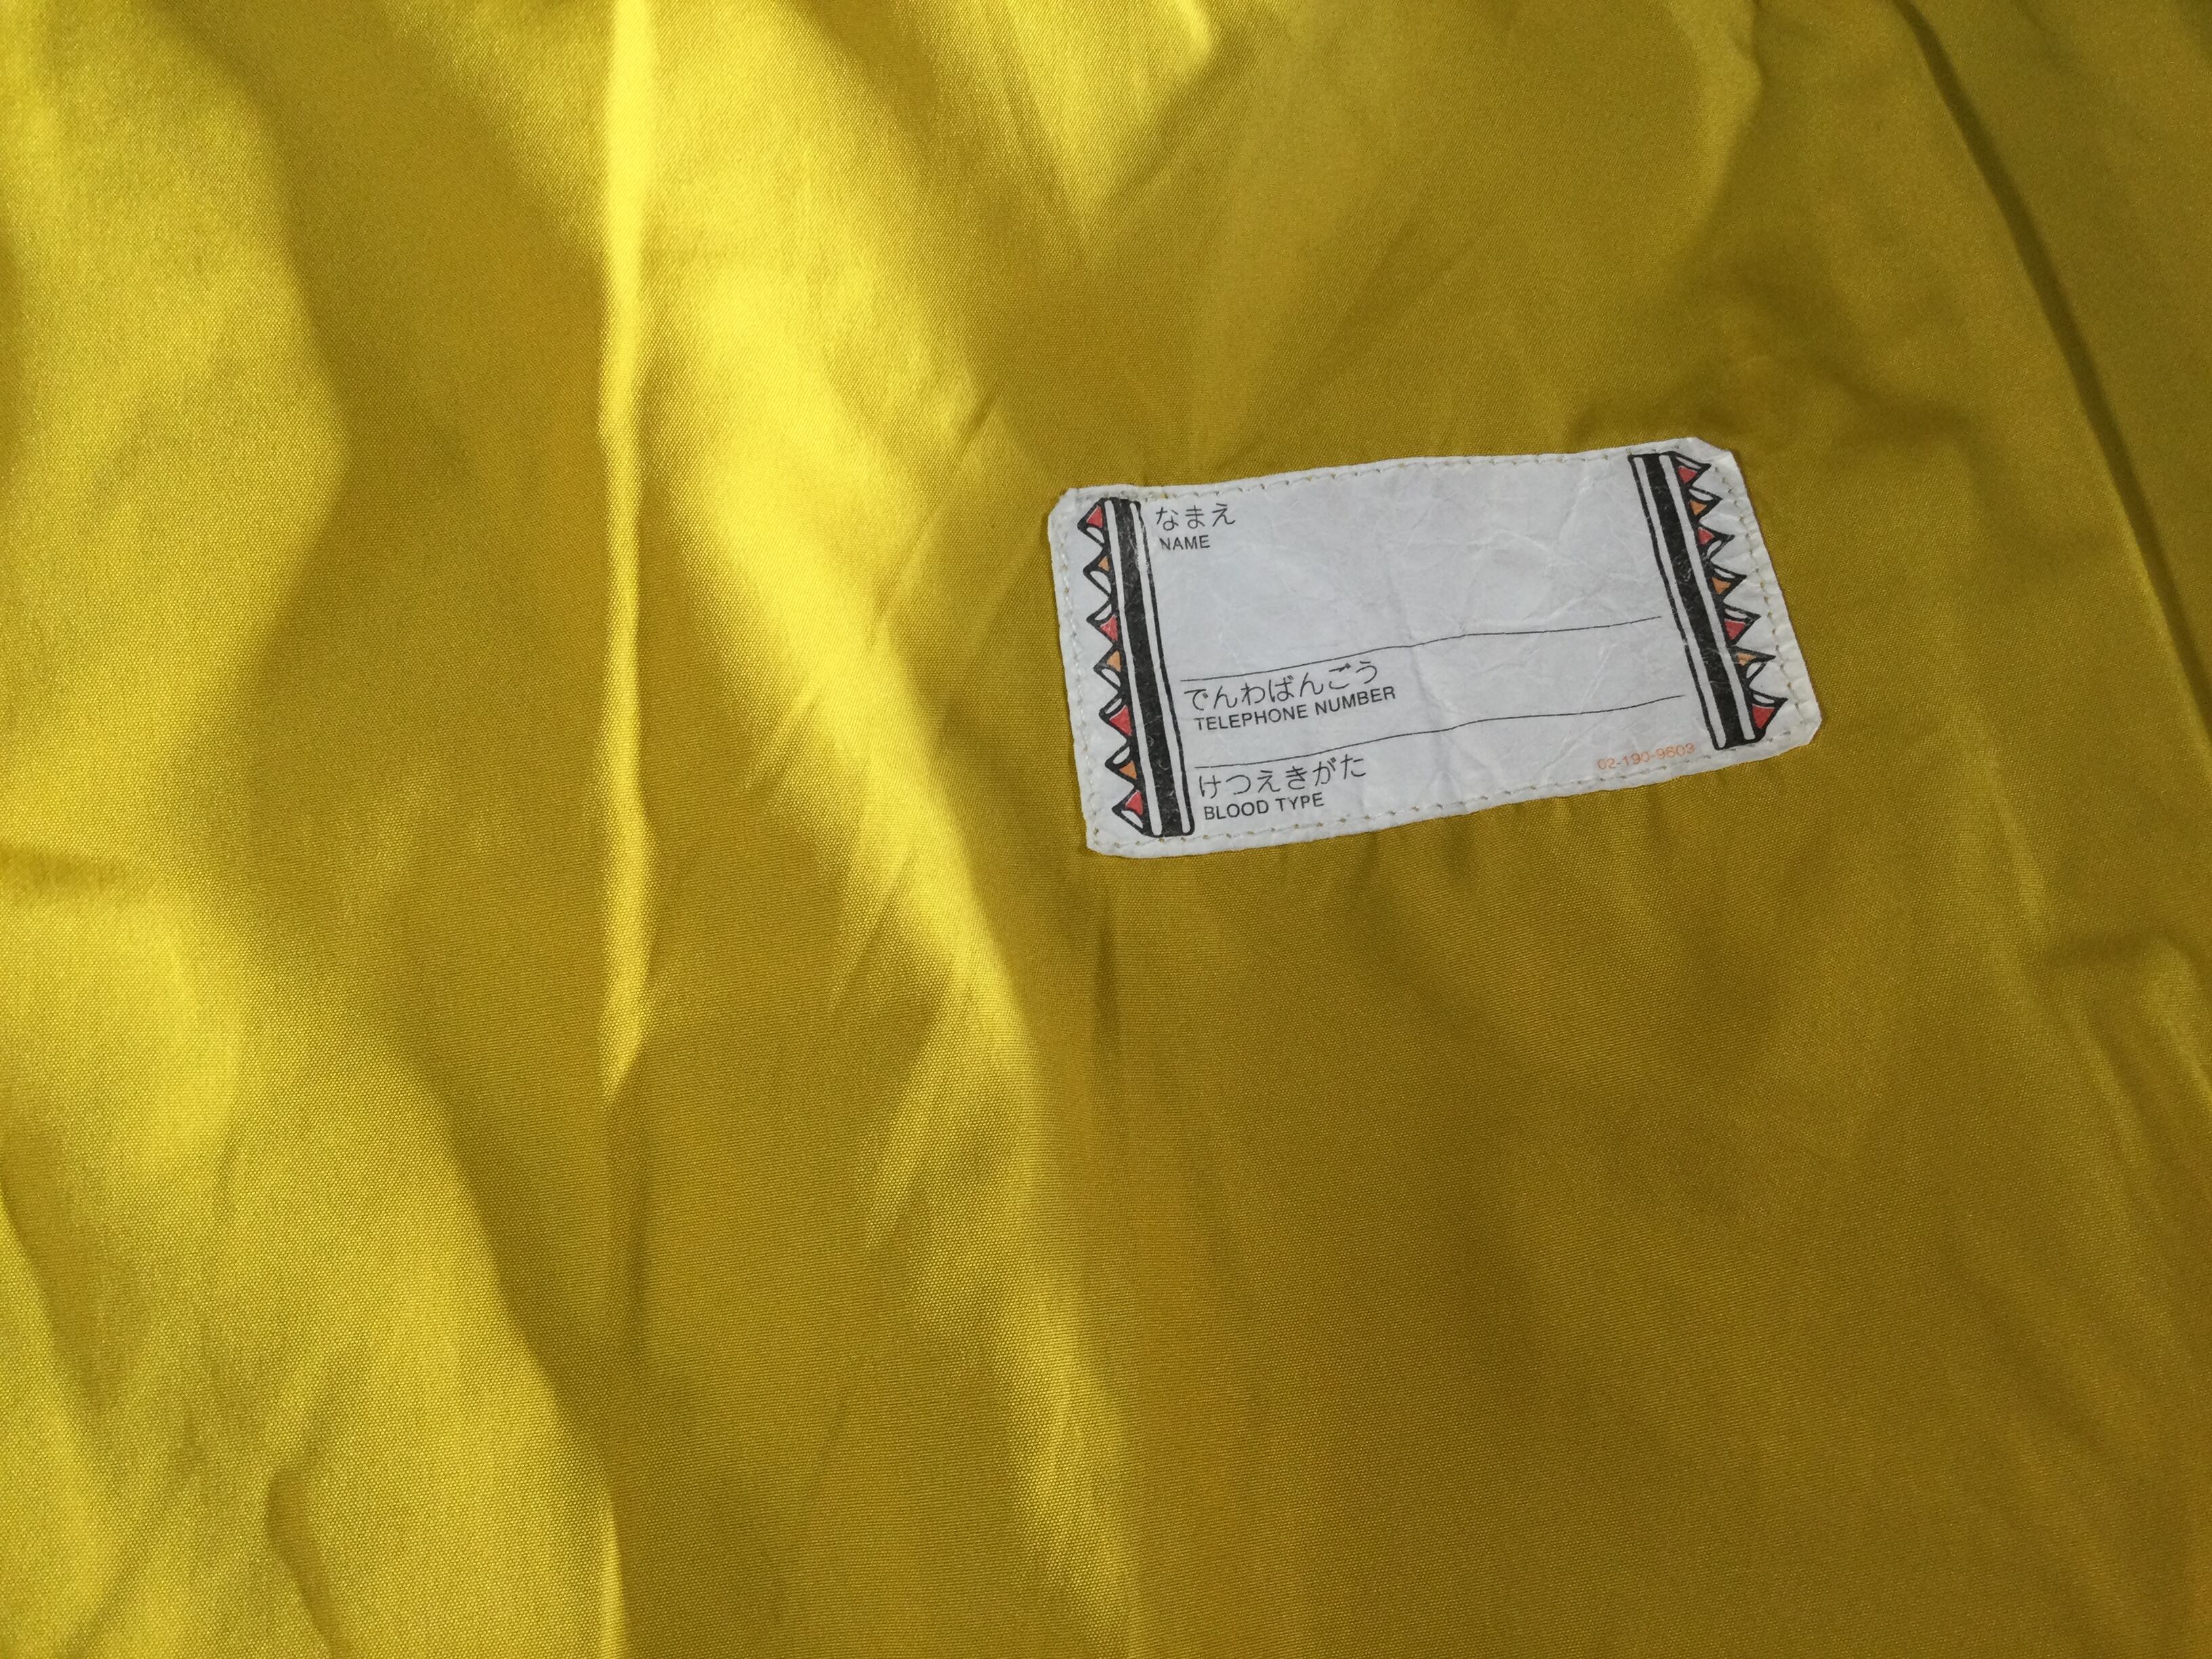 なまえ
NAME
でんわばんごう
TELEPHONE NUMBER
けつえきがた
BLOOD TYPE
02-190-9603